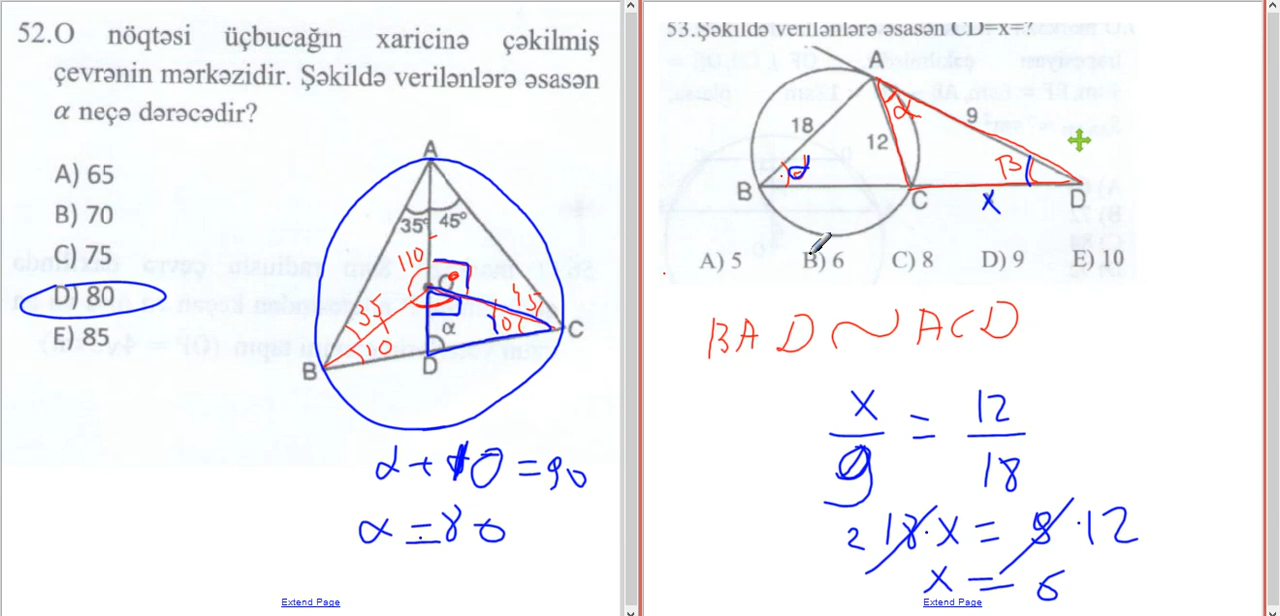 52.O nöqtəsi üçbucağın xaricinə çəkilmiş
çevrənin mərkəzidir. Şəkildə verilənlərə əsasən
α neçə dərəcədir?
A) 65
B) 70
C) 75
D) 80
E) 85
A
35° 45°
110
O
35 45
10 α 10
C
B D
α + 10 = 90
α = 80
Extend Page
53.Şəkildə verilənlərə əsasən CD=x=?
A
α
18 9
12
α β
B C D
x
A) 5 B) 6 C) 8 D) 9 E) 10
BAD ~ ACD
x/9 = 12/18
2 18·x = 9·12
x = 6
Extend Page